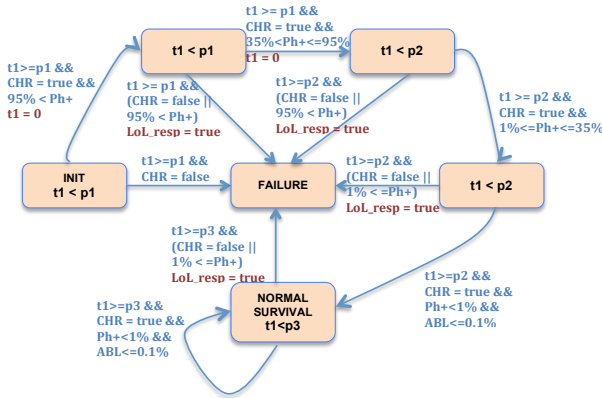 t1 >= p1 &&
CHR = true &&
35%<Ph+<=95%
t1 = 0
t1 < p1
t1 < p2
t1>=p1 &&
CHR = true &&
95% < Ph+
t1 = 0
t1 >= p1 &&
(CHR = false ||
95% < Ph+)
LoL_resp = true
t1>=p2 &&
(CHR = false ||
95% < Ph+)
LoL_resp = true
t1 >= p2 &&
CHR = true &&
1%<=Ph+<=35%
INIT
t1 < p1
t1>=p1 &&
CHR = false
FAILURE
t1>=p2 &&
(CHR = false ||
1% < =Ph+)
LoL_resp = true
t1 < p2
t1>=p3 &&
(CHR = false ||
1% < =Ph+)
LoL_resp = true
t1>=p2 &&
CHR = true &&
Ph+<1% &&
ABL<=0.1%
NORMAL
SURVIVAL
t1<p3
t1>=p3 &&
CHR = true &&
Ph+<1% &&
ABL<=0.1%